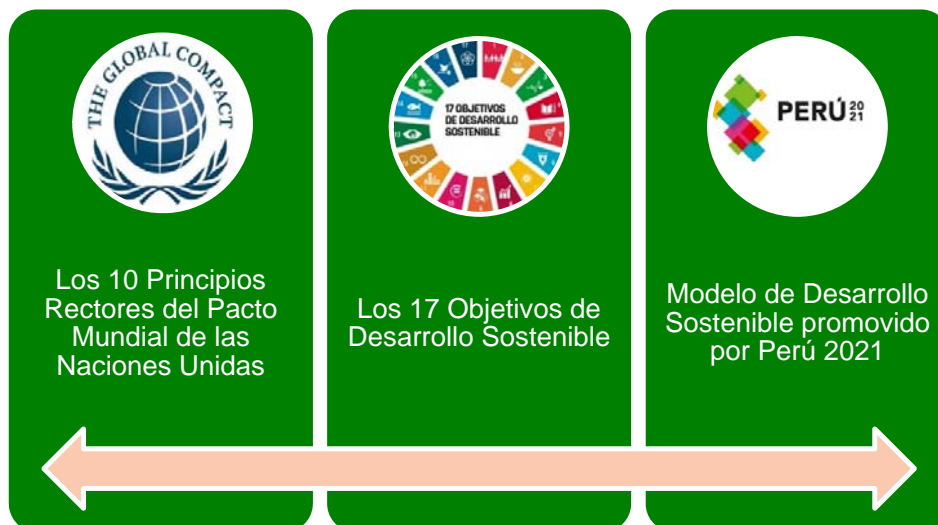 THE GLOBAL COMPACT
17 OBJETIVOS
DE DESARROLLO
SOSTENIBLE
PERÚ 20
21
Los 10 Principios
Rectores del Pacto
Mundial de las
Naciones Unidas
Los 17 Objetivos de
Desarrollo Sostenible
Modelo de Desarrollo
Sostenible promovido
por Perú 2021